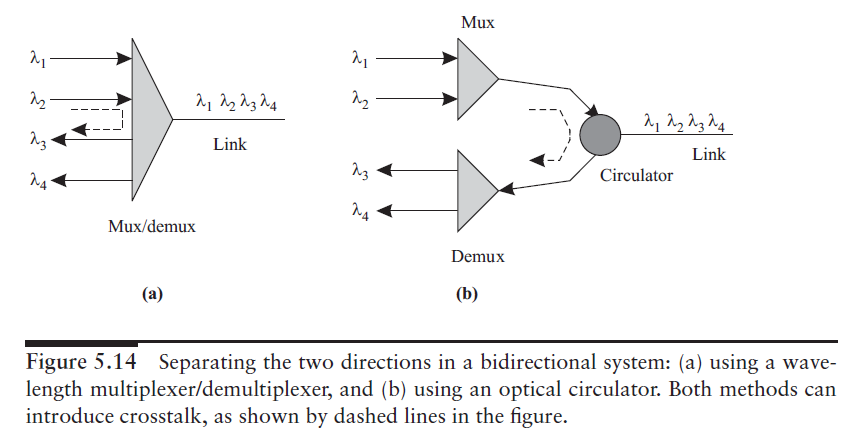 Mux
λ1
λ2
λ3
λ4
λ1 λ2 λ3 λ4
Link
Mux/demux
(a)
λ1
λ2
λ3
λ4
λ1 λ2 λ3 λ4
Link
Circulator
Demux
(b)
Figure 5.14 Separating the two directions in a bidirectional system: (a) using a wave-
length multiplexer/demultiplexer, and (b) using an optical circulator. Both methods can
introduce crosstalk, as shown by dashed lines in the figure.